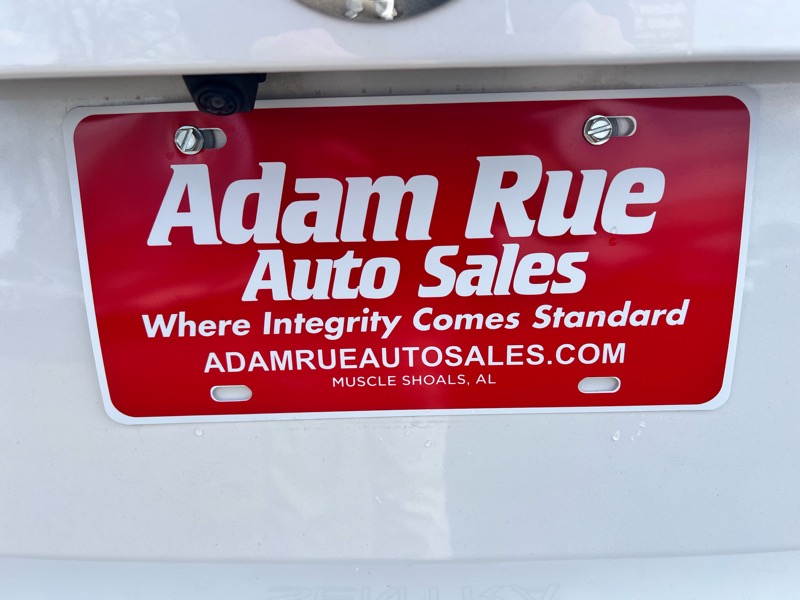 Adam Rue
Auto Sales
Where Integrity Comes Standard
ADAMRUEAUTOSALES.COM
MUSCLE SHOALS, AL